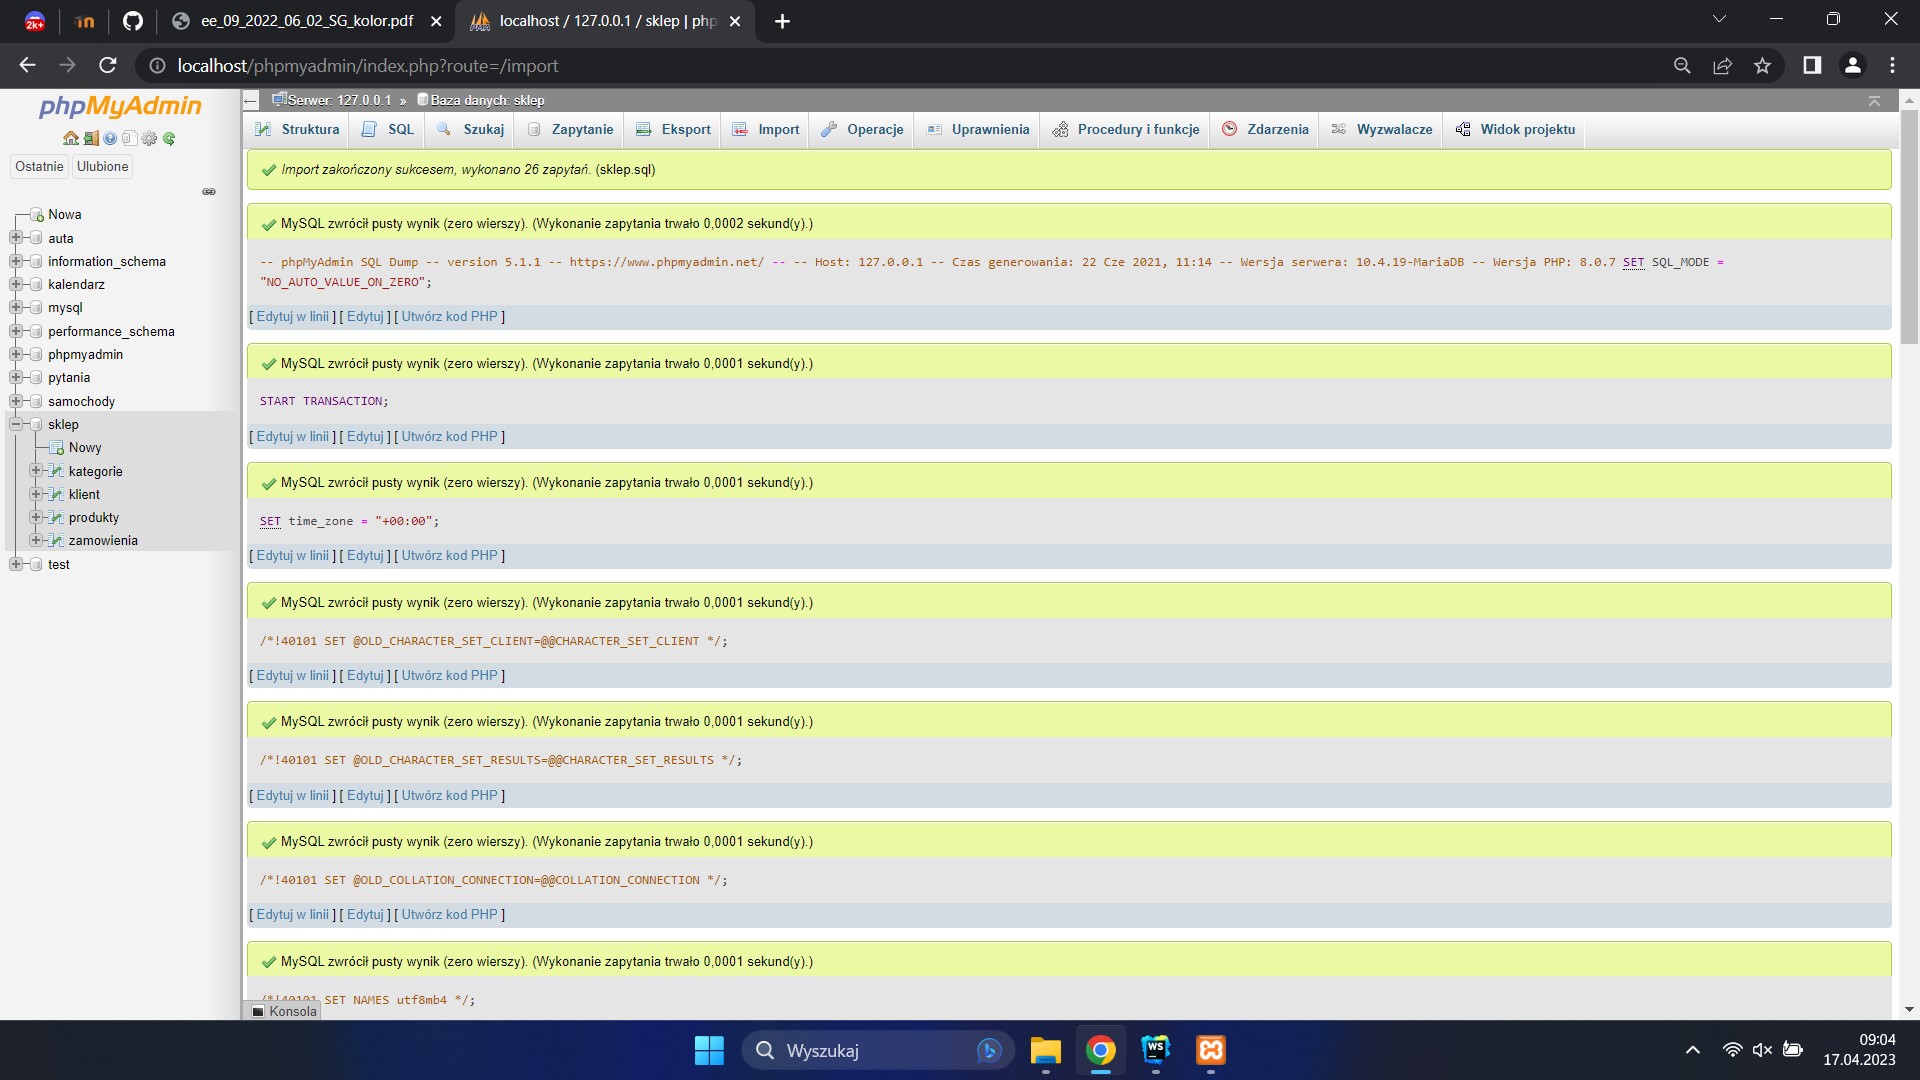 2K+
ee_09_2022_06_02_SG_kolor.pdf
localhost / 127.0.0.1 / sklep | php
localhost/phpmyadmin/index.php?route=/import
phpMyAdmin
Ostatnie
Ulubione
Nowa
auta
information_schema
kalendarz
mysql
performance_schema
phpmyadmin
pytania
samochody
sklep
Nowy
kategorie
klient
produkty
zamowienia
test
Serwer: 127.0.0.1 » Baza danych: sklep
Struktura SQL Szukaj Zapytanie Eksport Import Operacje Uprawnienia Procedury i funkcje Zdarzenia Wyzwalacze Widok projektu
Import zakończony sukcesem, wykonano 26 zapytań. (sklep.sql)
MySQL zwrócił pusty wynik (zero wierszy). (Wykonanie zapytania trwało 0,0002 sekund(y).)
-- phpMyAdmin SQL Dump -- version 5.1.1 -- https://www.phpmyadmin.net/ -- -- Host: 127.0.0.1 -- Czas generowania: 22 Cze 2021, 11:14 -- Wersja serwera: 10.4.19-MariaDB -- Wersja PHP: 8.0.7 SET SQL_MODE =
"NO_AUTO_VALUE_ON_ZERO";
[ Edytuj w linii ] [ Edytuj ] [ Utwórz kod PHP ]
MySQL zwrócił pusty wynik (zero wierszy). (Wykonanie zapytania trwało 0,0001 sekund(y).)
START TRANSACTION;
[ Edytuj w linii ] [ Edytuj ] [ Utwórz kod PHP ]
MySQL zwrócił pusty wynik (zero wierszy). (Wykonanie zapytania trwało 0,0001 sekund(y).)
SET time_zone = "+00:00";
[ Edytuj w linii ] [ Edytuj ] [ Utwórz kod PHP ]
MySQL zwrócił pusty wynik (zero wierszy). (Wykonanie zapytania trwało 0,0001 sekund(y).)
/*!40101 SET @OLD_CHARACTER_SET_CLIENT=@@CHARACTER_SET_CLIENT */;
[ Edytuj w linii ] [ Edytuj ] [ Utwórz kod PHP ]
MySQL zwrócił pusty wynik (zero wierszy). (Wykonanie zapytania trwało 0,0001 sekund(y).)
/*!40101 SET @OLD_CHARACTER_SET_RESULTS=@@CHARACTER_SET_RESULTS */;
[ Edytuj w linii ] [ Edytuj ] [ Utwórz kod PHP ]
MySQL zwrócił pusty wynik (zero wierszy). (Wykonanie zapytania trwało 0,0001 sekund(y).)
/*!40101 SET @OLD_COLLATION_CONNECTION=@@COLLATION_CONNECTION */;
[ Edytuj w linii ] [ Edytuj ] [ Utwórz kod PHP ]
MySQL zwrócił pusty wynik (zero wierszy). (Wykonanie zapytania trwało 0,0001 sekund(y).)
/*!40101 SET NAMES utf8mb4 */;
Konsola
Wyszukaj
WS
09:04
17.04.2023